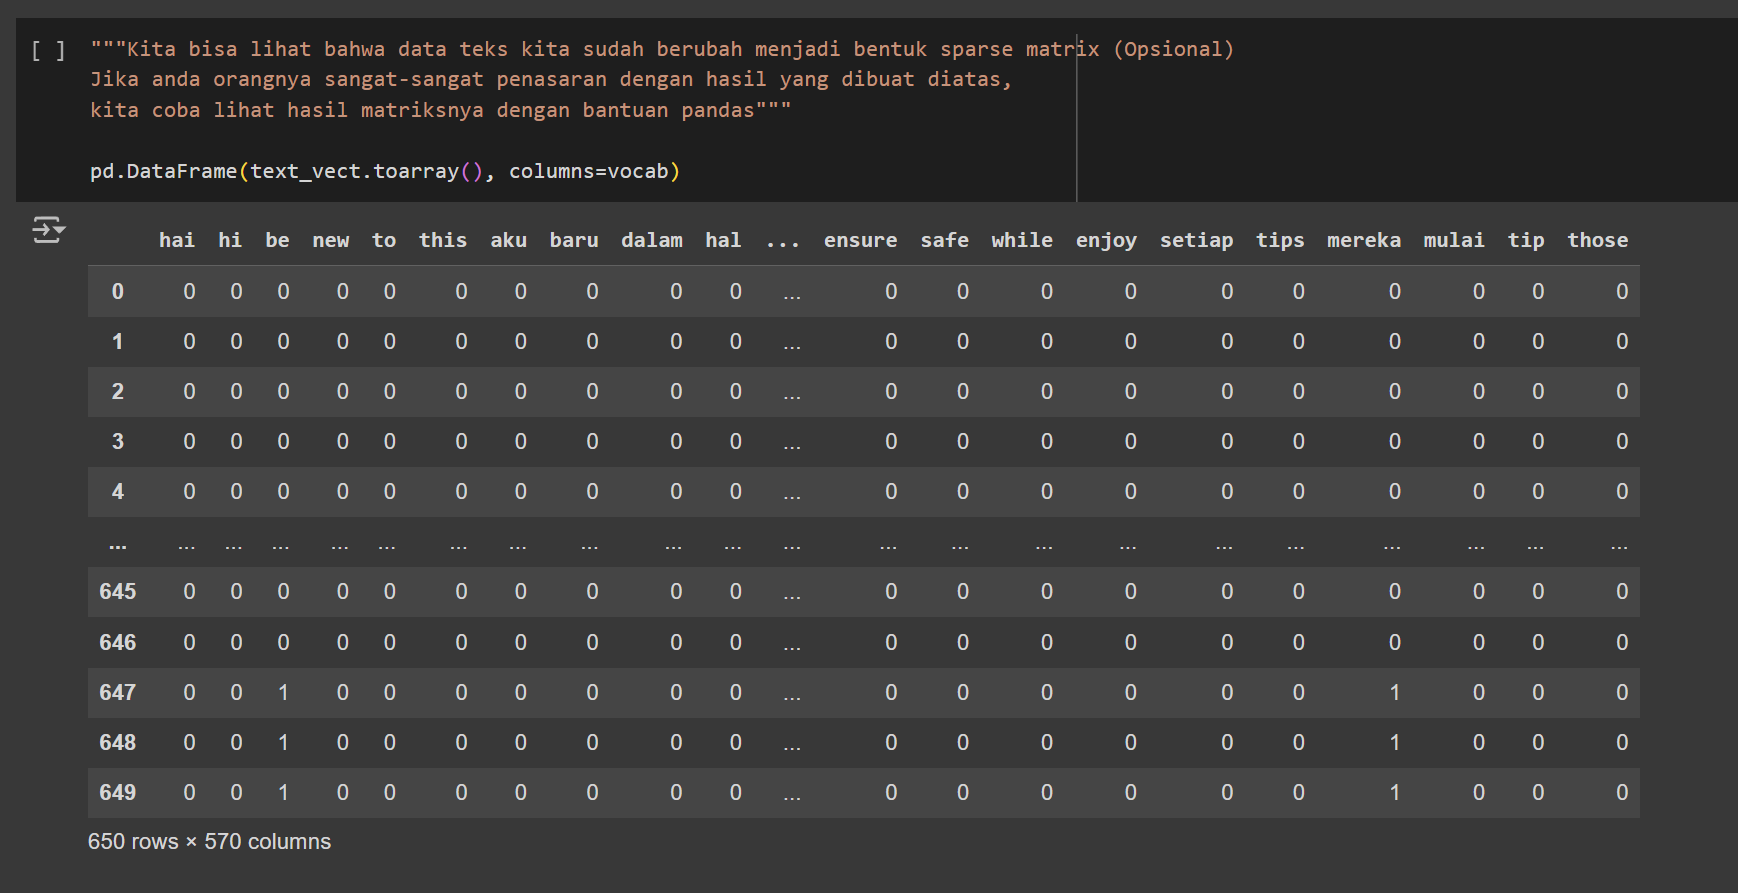 [ ] """Kita bisa lihat bahwa data teks kita sudah berubah menjadi bentuk sparse matrix (Opsional)
Jika anda orangnya sangat-sangat penasaran dengan hasil yang dibuat diatas,
kita coba lihat hasil matriksnya dengan bantuan pandas"""
pd.DataFrame(text_vect.toarray(), columns=vocab)
hai hi be new to this aku baru dalam hal ... ensure safe while enjoy setiap tips mereka mulai tip those
0 0 0 0 0 0 0 0 0 0 0 ... 0 0 0 0 0 0 0 0 0 0
1 0 0 0 0 0 0 0 0 0 0 ... 0 0 0 0 0 0 0 0 0 0
2 0 0 0 0 0 0 0 0 0 0 ... 0 0 0 0 0 0 0 0 0 0
3 0 0 0 0 0 0 0 0 0 0 ... 0 0 0 0 0 0 0 0 0 0
4 0 0 0 0 0 0 0 0 0 0 ... 0 0 0 0 0 0 0 0 0 0
... ... ... ... ... ... ... ... ... ... ... ... ... ... ... ... ... ... ... ... ... ...
645 0 0 0 0 0 0 0 0 0 0 ... 0 0 0 0 0 0 0 0 0 0
646 0 0 0 0 0 0 0 0 0 0 ... 0 0 0 0 0 0 0 0 0 0
647 0 0 1 0 0 0 0 0 0 0 ... 0 0 0 0 0 0 1 0 0 0
648 0 0 1 0 0 0 0 0 0 0 ... 0 0 0 0 0 0 1 0 0 0
649 0 0 1 0 0 0 0 0 0 0 ... 0 0 0 0 0 0 1 0 0 0
650 rows × 570 columns